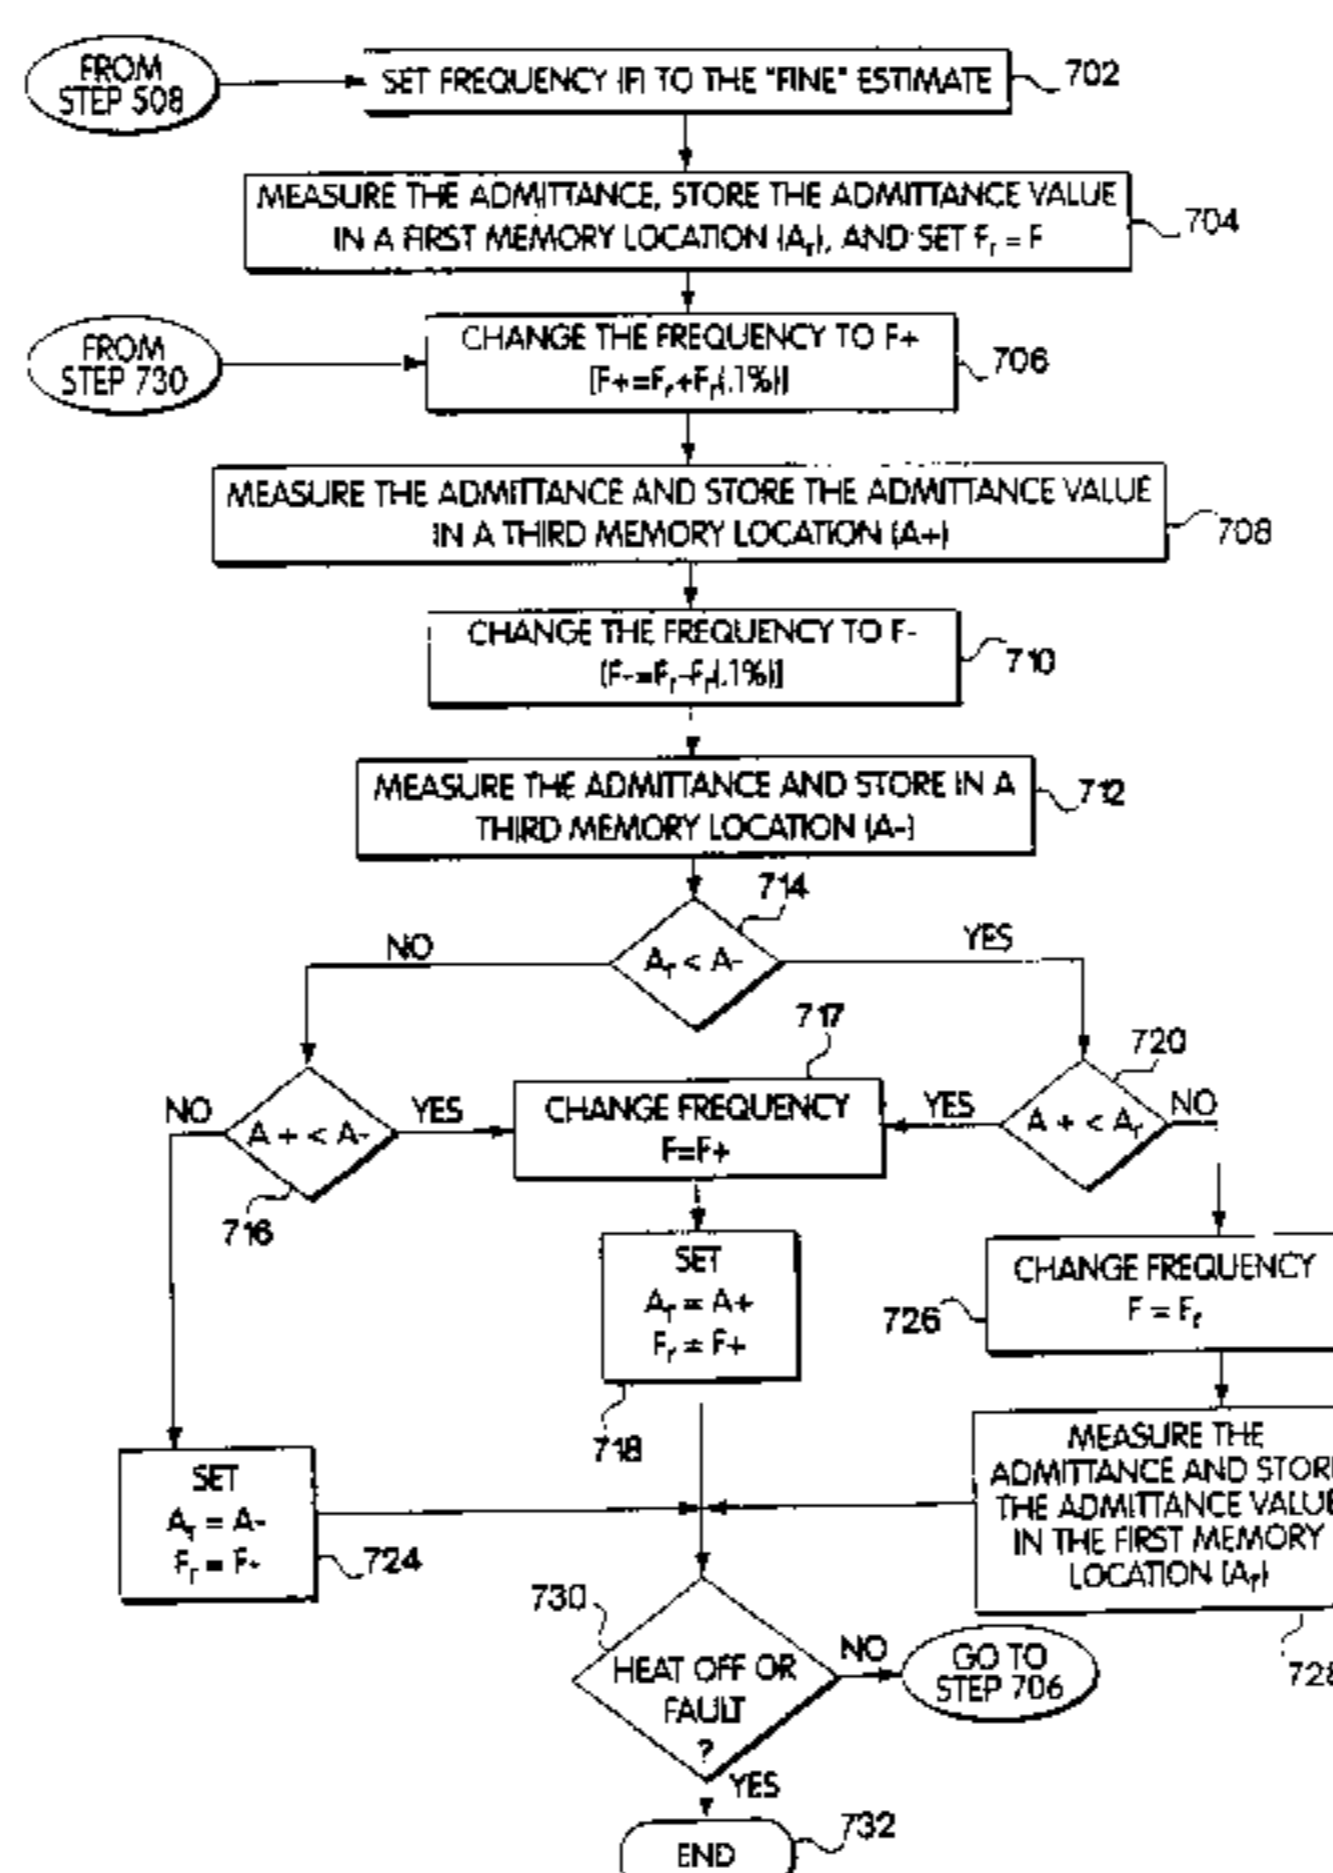 FROM
STEP 508
SET FREQUENCY (F) TO THE "FINE" ESTIMATE
702
MEASURE THE ADMITTANCE, STORE THE ADMITTANCE VALUE
IN A FIRST MEMORY LOCATION (Ar), AND SET Fr = F
704
FROM
STEP 730
CHANGE THE FREQUENCY TO F+
[F+=Fr+Fr(.1%)]
706
MEASURE THE ADMITTANCE AND STORE THE ADMITTANCE VALUE
IN A THIRD MEMORY LOCATION (A+)
708
CHANGE THE FREQUENCY TO F-
[F-=Fr-Fr(.1%)]
710
MEASURE THE ADMITTANCE AND STORE IN A
THIRD MEMORY LOCATION (A-)
712
714
NO
Ar < A-
YES
717
720
NO
A + < A-
YES
CHANGE FREQUENCY
F=F+
YES
A + < Ar
NO
716
SET
Ar = A+
Fr = F+
718
CHANGE FREQUENCY
F = Fr
726
SET
Ar = A-
Fr = F-
724
MEASURE THE
ADMITTANCE AND STORE
THE ADMITTANCE VALUE
IN THE FIRST MEMORY
LOCATION (Ar)
728
730
HEAT OFF OR
FAULT
?
NO
GO TO
STEP 706
YES
END
732